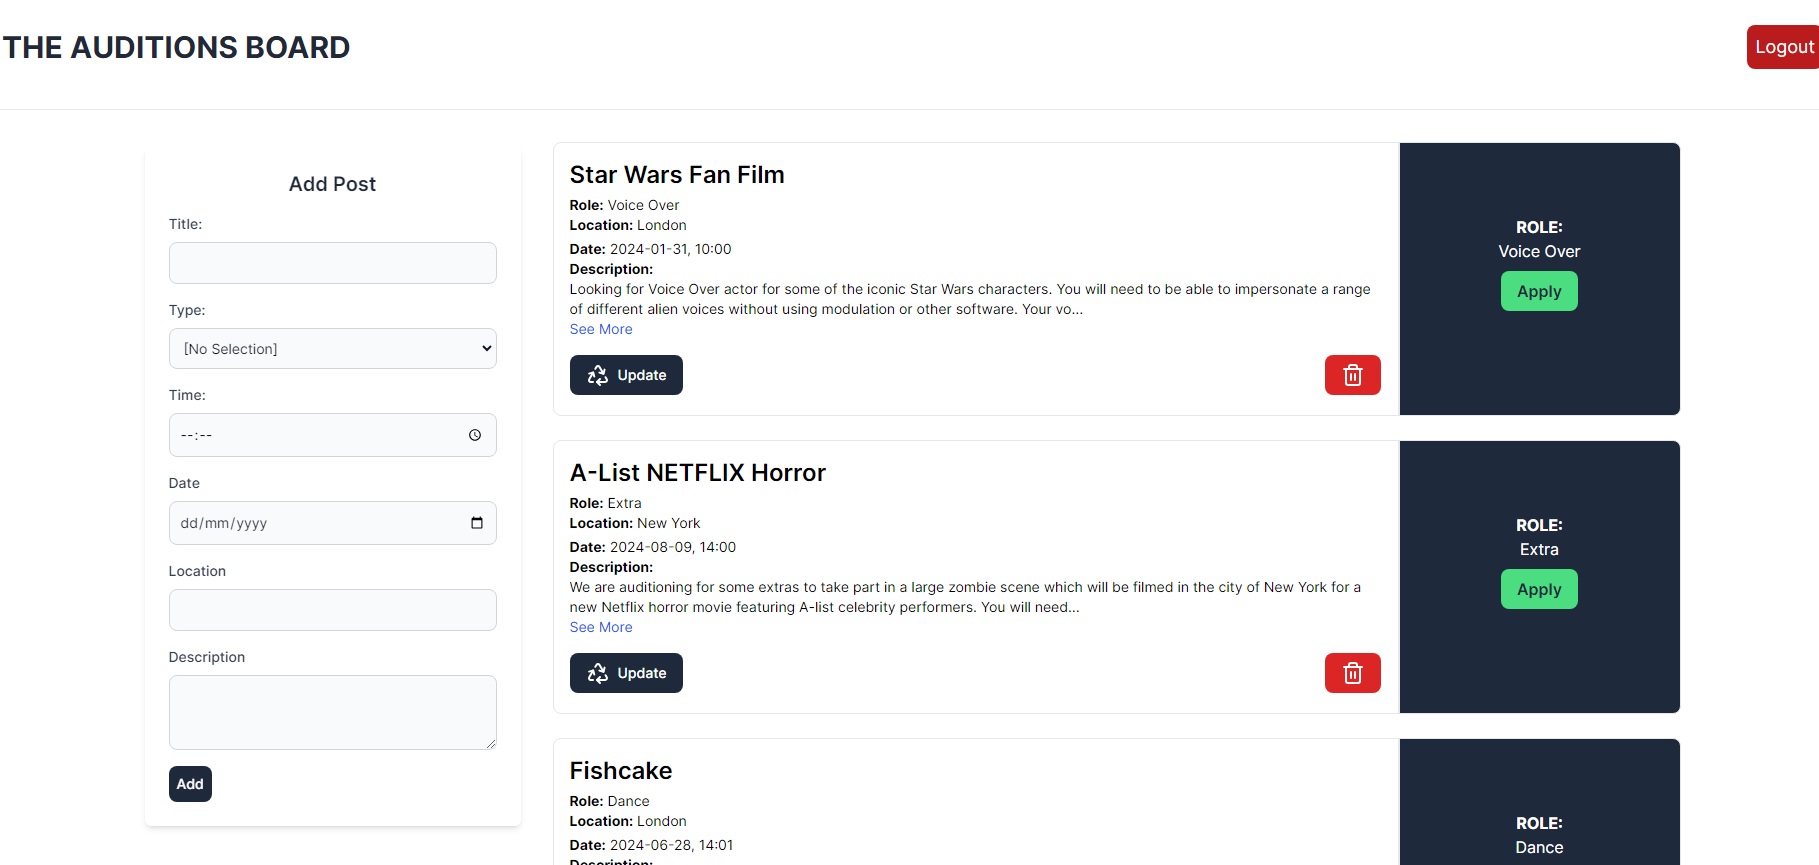 THE AUDITIONS BOARD
Logout
Add Post
Title:
Type:
[No Selection]
Time:
--:--
Date
dd/mm/yyyy
Location
Description
Add
Star Wars Fan Film
Role: Voice Over
Location: London
Date: 2024-01-31, 10:00
Description:
Looking for Voice Over actor for some of the iconic Star Wars characters. You will need to be able to impersonate a range
of different alien voices without using modulation or other software. Your vo...
See More
Update
ROLE:
Voice Over
Apply
A-List NETFLIX Horror
Role: Extra
Location: New York
Date: 2024-08-09, 14:00
Description:
We are auditioning for some extras to take part in a large zombie scene which will be filmed in the city of New York for a
new Netflix horror movie featuring A-list celebrity performers. You will need...
See More
Update
ROLE:
Extra
Apply
Fishcake
Role: Dance
Location: London
Date: 2024-06-28, 14:01
Description:
ROLE:
Dance